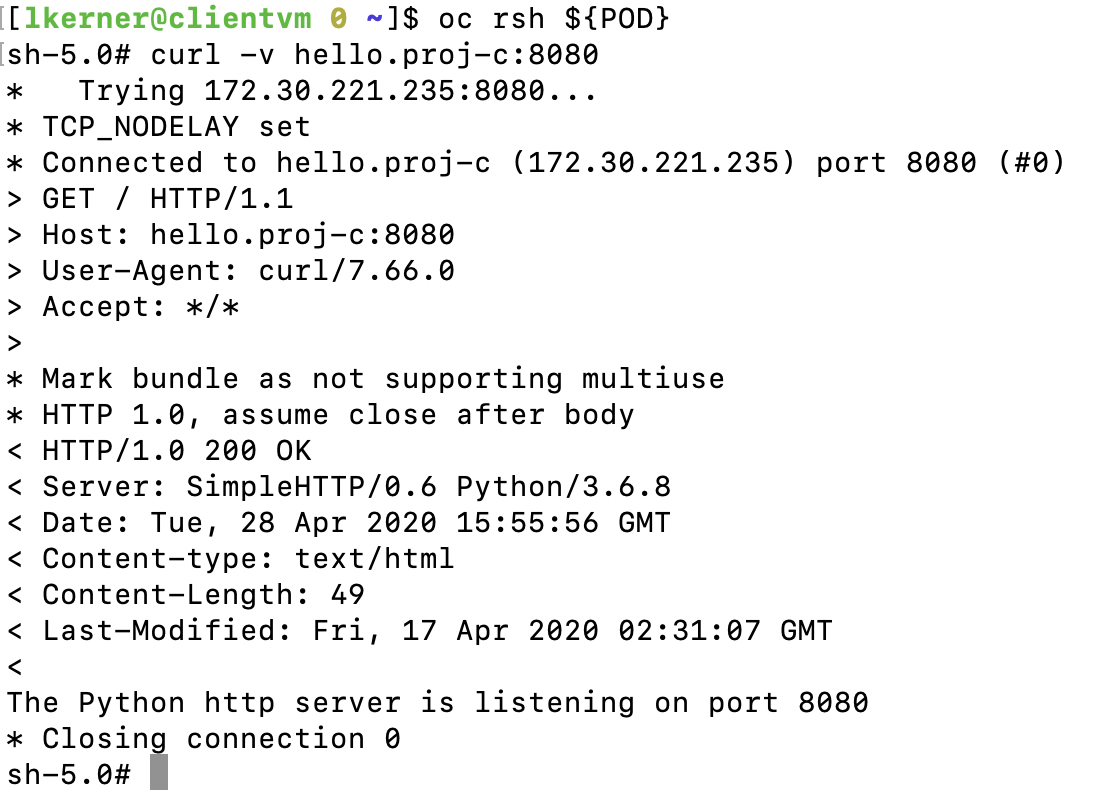 [[lkerner@clientvm 0 ~]$ oc rsh ${POD}
[sh-5.0# curl -v hello.proj-c:8080
*   Trying 172.30.221.235:8080...
* TCP_NODELAY set
* Connected to hello.proj-c (172.30.221.235) port 8080 (#0)
> GET / HTTP/1.1
> Host: hello.proj-c:8080
> User-Agent: curl/7.66.0
> Accept: */*
>
* Mark bundle as not supporting multiuse
* HTTP 1.0, assume close after body
< HTTP/1.0 200 OK
< Server: SimpleHTTP/0.6 Python/3.6.8
< Date: Tue, 28 Apr 2020 15:55:56 GMT
< Content-type: text/html
< Content-Length: 49
< Last-Modified: Fri, 17 Apr 2020 02:31:07 GMT
<
The Python http server is listening on port 8080
* Closing connection 0
sh-5.0#